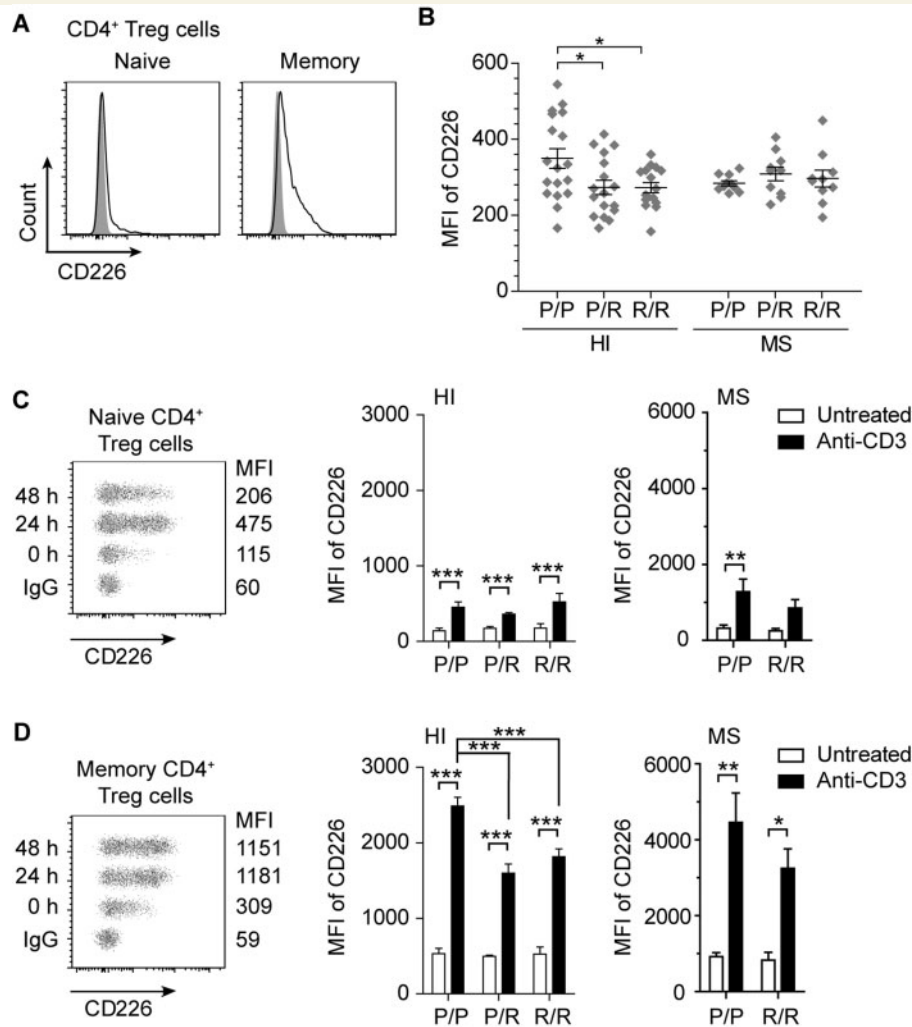 A
CD4+ Treg cells
Naive
Memory
Count
CD226
B
MFI of CD226
600
400
200
0
*
*
P/P P/R R/R P/P P/R R/R
HI MS
C
Naive CD4+
Treg cells
MFI
48 h 206
24 h 475
0 h 115
IgG 60
CD226
HI
MFI of CD226
3000
2000
1000
0
*** *** ***
P/P P/R R/R
MS
MFI of CD226
6000
4000
2000
0
**
P/P R/R
Untreated
Anti-CD3
D
Memory CD4+
Treg cells
MFI
48 h 1151
24 h 1181
0 h 309
IgG 59
CD226
HI
MFI of CD226
3000
2000
1000
0
***
***
*** *** ***
P/P P/R R/R
MS
MFI of CD226
6000
4000
2000
0
** *
P/P R/R
Untreated
Anti-CD3